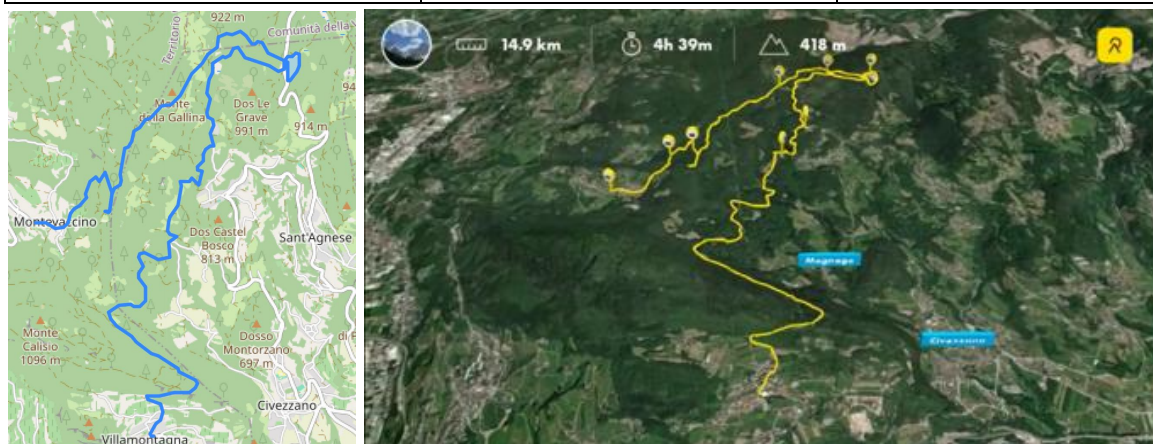 922 m
Territorio
Comunità della
Monte
della Gallina
Dos Le
Grave
991 m
94
914 m
Montevaccino
Dos Castel
Bosco
813 m
Sant'Agnese
Monte
Calisio
1096 m
Dosso
Montorzano
697 m
di F
Civezzano
Villamontagna
14.9 km
4h 39m
418 m
Magnago
Civezzano